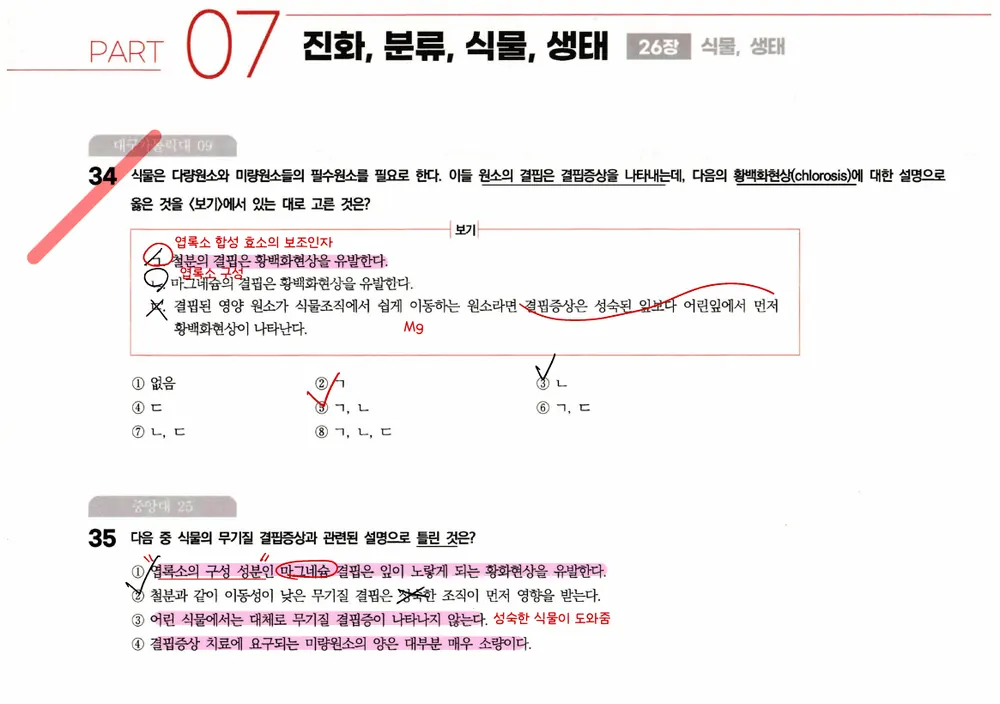 PART 07 진화, 분류, 식물, 생태 26장 식물, 생태
대구가톨릭대 09
34 식물은 다량원소와 미량원소들의 필수원소를 필요로 한다. 이들 원소의 결핍은 결핍증상을 나타내는데, 다음의 황백화현상(chlorosis)에 대한 설명으로
옳은 것을 〈보기〉에서 있는 대로 고른 것은?
보기
엽록소 합성 효소의 보조인자
ㄱ. 철분의 결핍은 황백화현상을 유발한다.
엽록소 구성
ㄴ. 마그네슘의 결핍은 황백화현상을 유발한다.
ㄷ. 결핍된 영양 원소가 식물조직에서 쉽게 이동하는 원소라면 결핍증상은 성숙된 잎보다 어린잎에서 먼저
황백화현상이 나타난다.
Mg
① 없음 ② ㄱ ③ ㄴ
④ ㄷ ⑤ ㄱ, ㄴ ⑥ ㄱ, ㄷ
⑦ ㄴ, ㄷ ⑧ ㄱ, ㄴ, ㄷ
중앙대 25
35 다음 중 식물의 무기질 결핍증상과 관련된 설명으로 틀린 것은?
① 엽록소의 구성 성분인 마그네슘 결핍은 잎이 노랗게 되는 황화현상을 유발한다.
② 철분과 같이 이동성이 낮은 무기질 결핍은 성숙한 조직이 먼저 영향을 받는다.
③ 어린 식물에서는 대체로 무기질 결핍증이 나타나지 않는다. 성숙한 식물이 도와줌
④ 결핍증상 치료에 요구되는 미량원소의 양은 대부분 매우 소량이다.